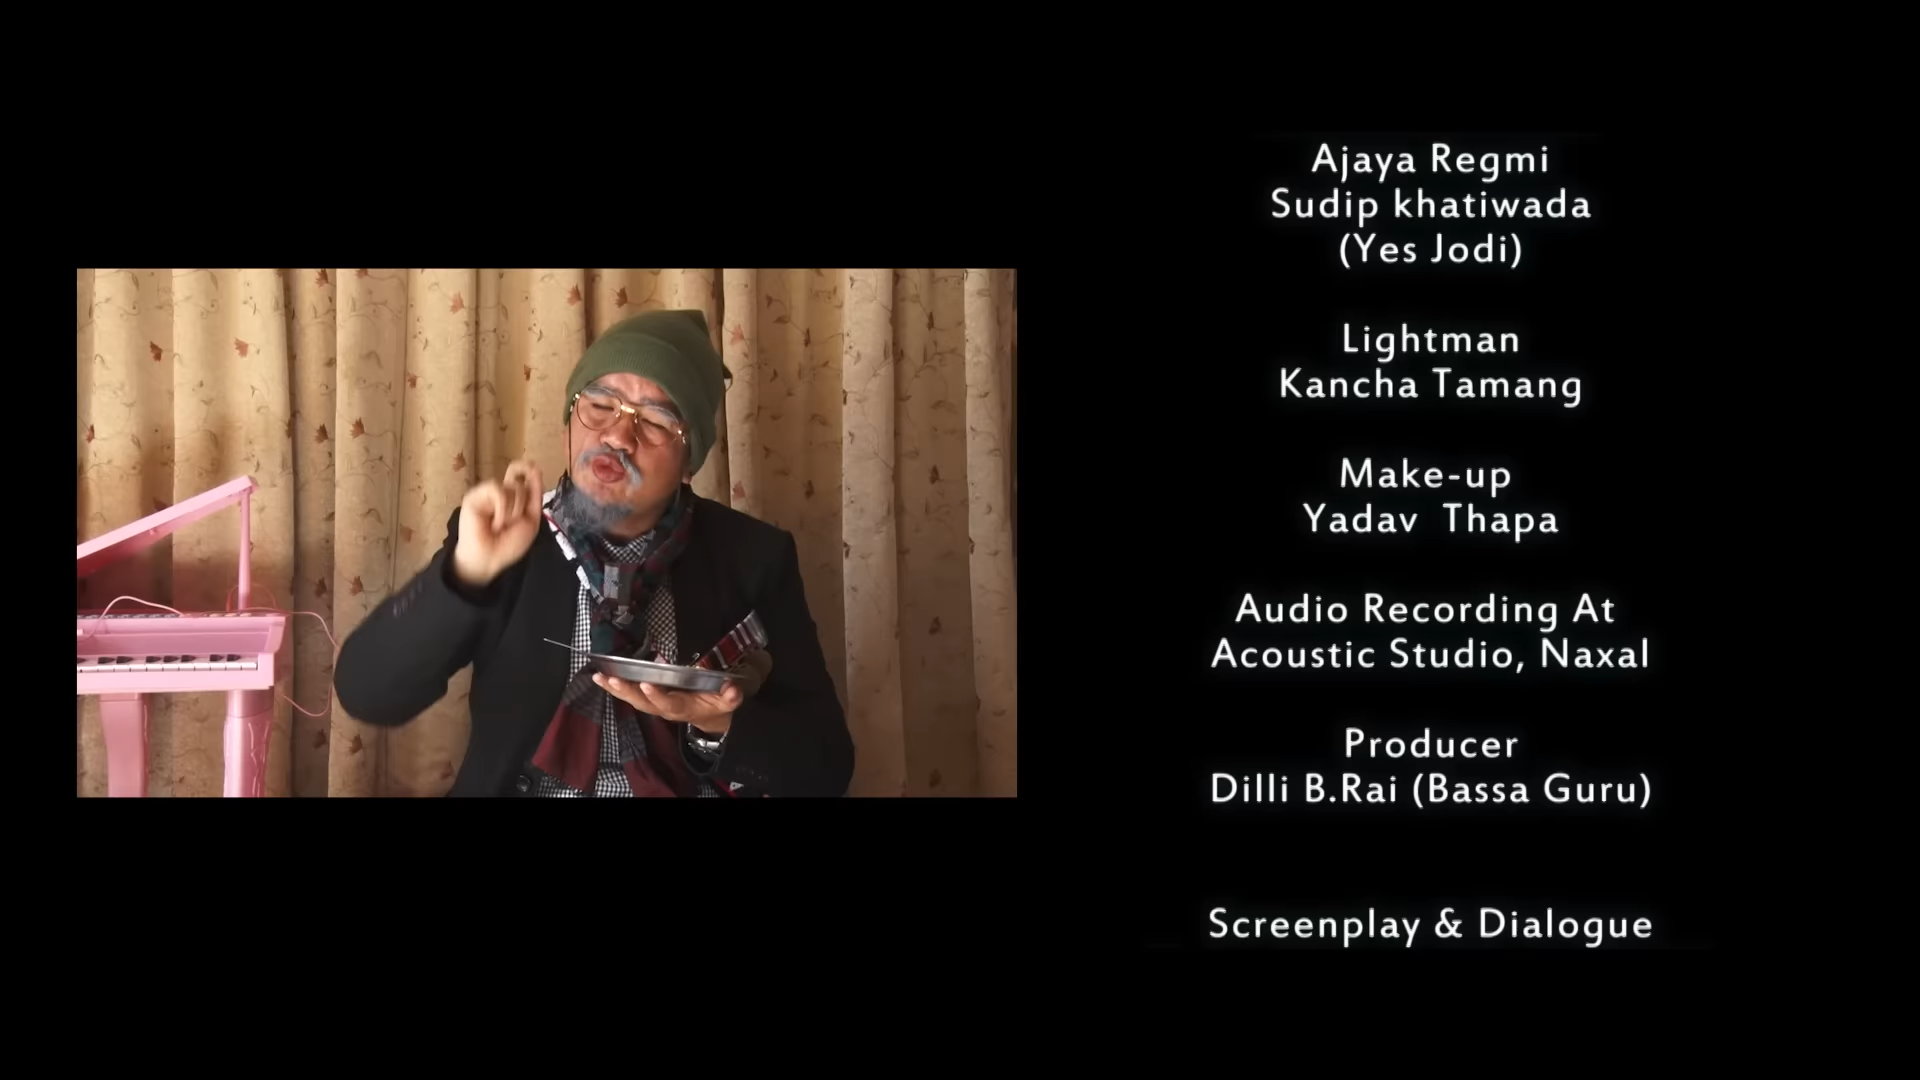 Ajaya Regmi
Sudip khatiwada
(Yes Jodi)
Lightman
Kancha Tamang
Make-up
Yadav Thapa
Audio Recording At
Acoustic Studio, Naxal
Producer
Dilli B.Rai (Bassa Guru)
Screenplay & Dialogue